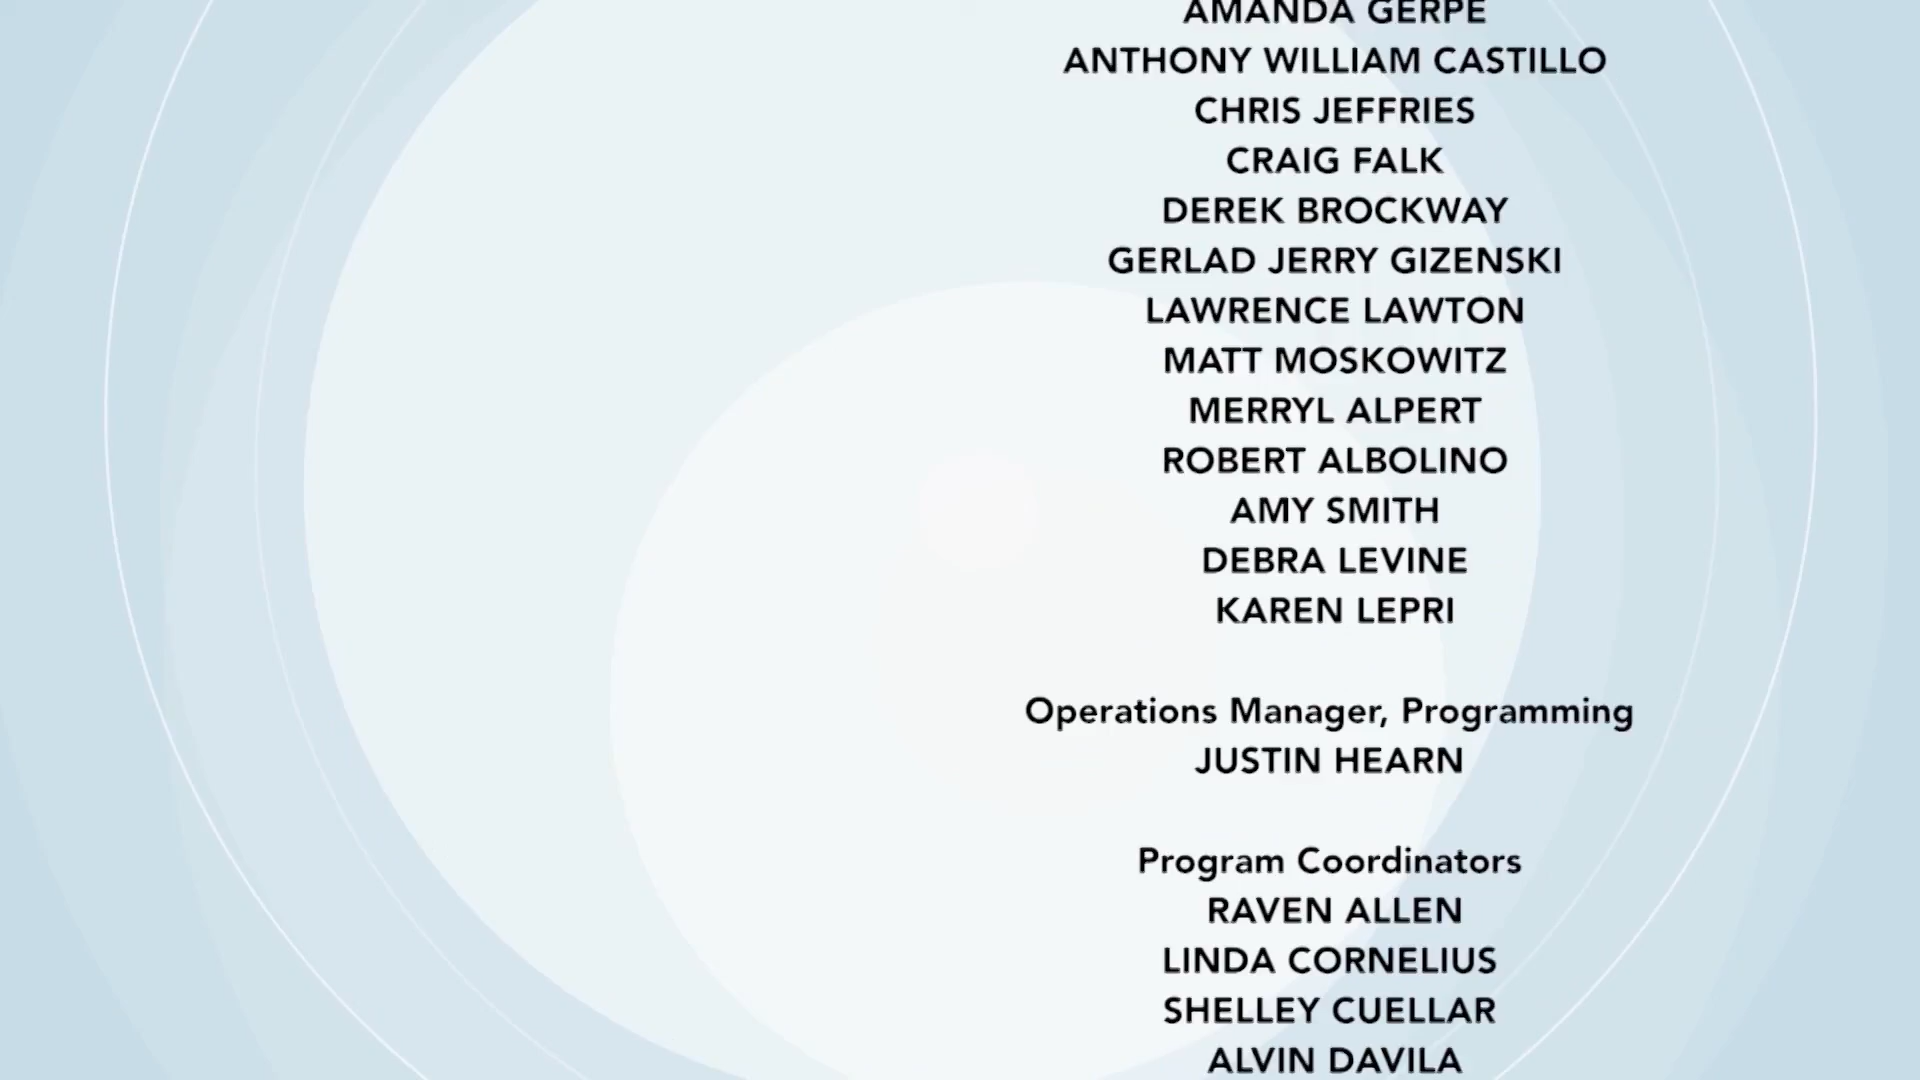 AMANDA GERPE
ANTHONY WILLIAM CASTILLO
CHRIS JEFFRIES
CRAIG FALK
DEREK BROCKWAY
GERLAD JERRY GIZENSKI
LAWRENCE LAWTON
MATT MOSKOWITZ
MERRYL ALPERT
ROBERT ALBOLINO
AMY SMITH
DEBRA LEVINE
KAREN LEPRI
Operations Manager, Programming
JUSTIN HEARN
Program Coordinators
RAVEN ALLEN
LINDA CORNELIUS
SHELLEY CUELLAR
ALVIN DAVILA